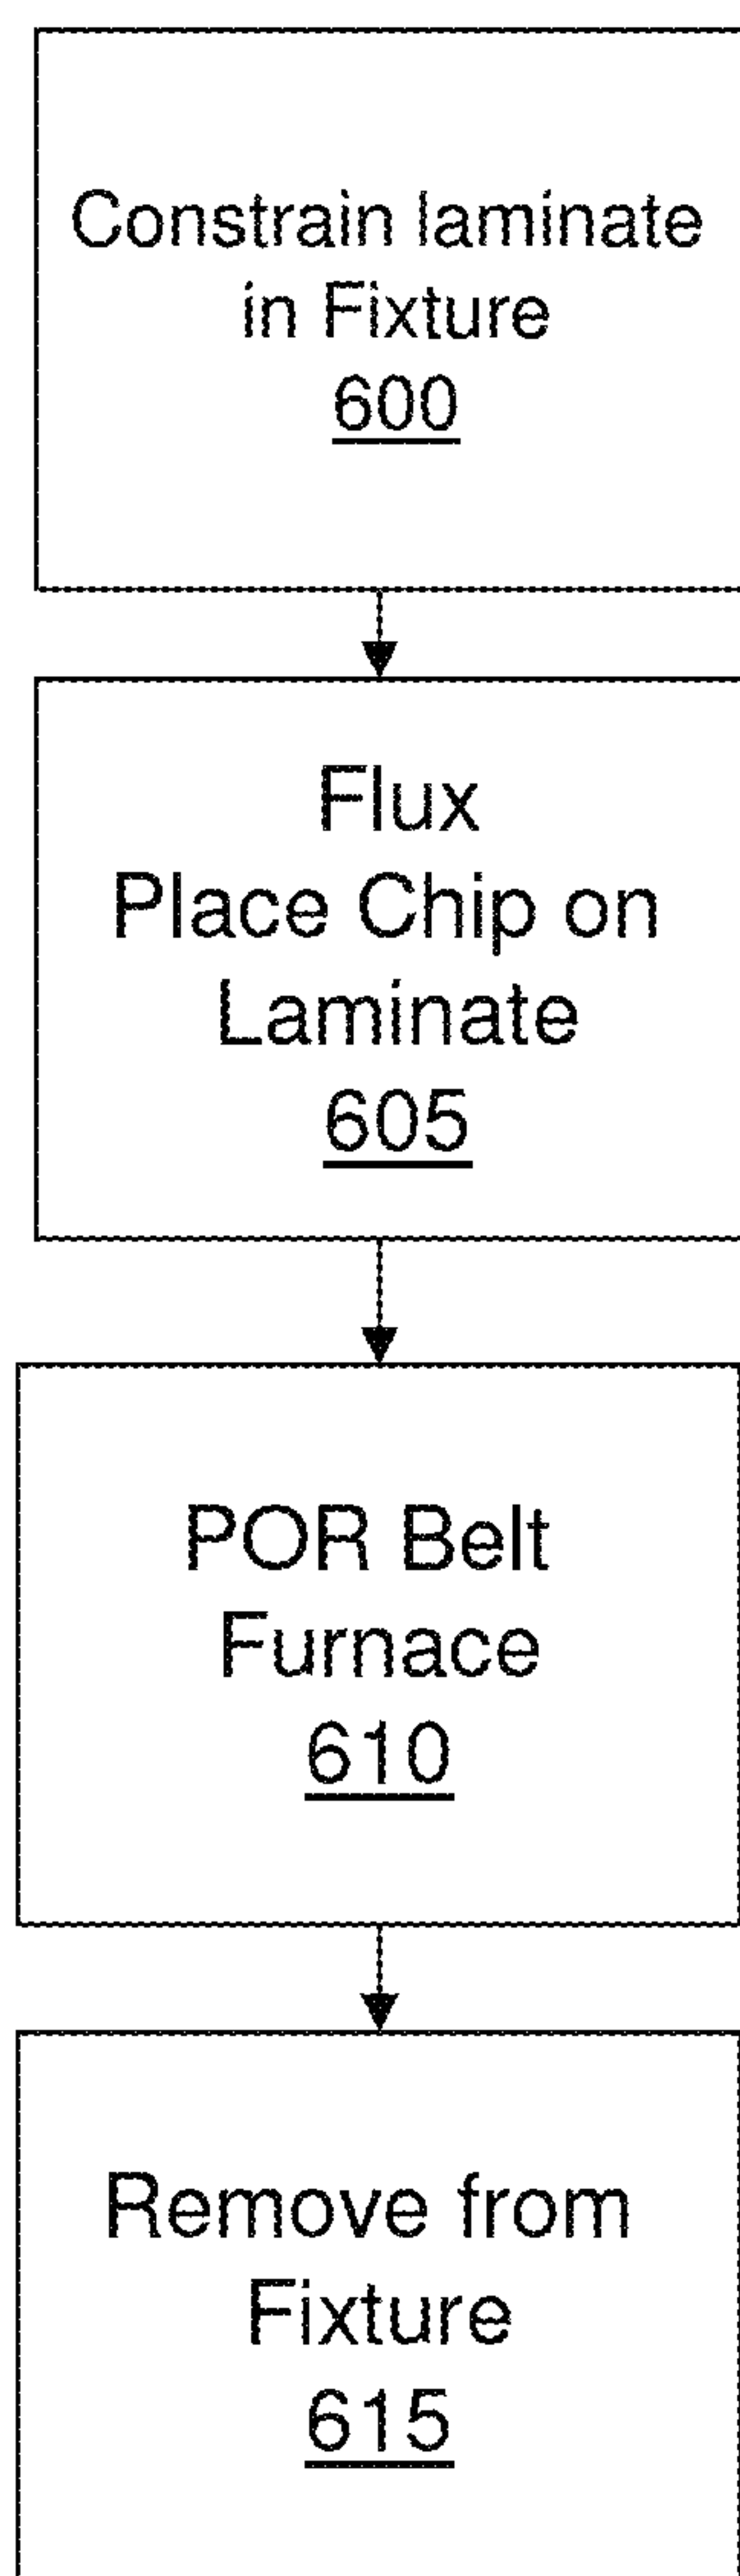 Constrain laminate
in Fixture
600
Flux
Place Chip on
Laminate
605
POR Belt
Furnace
610
Remove from
Fixture
615